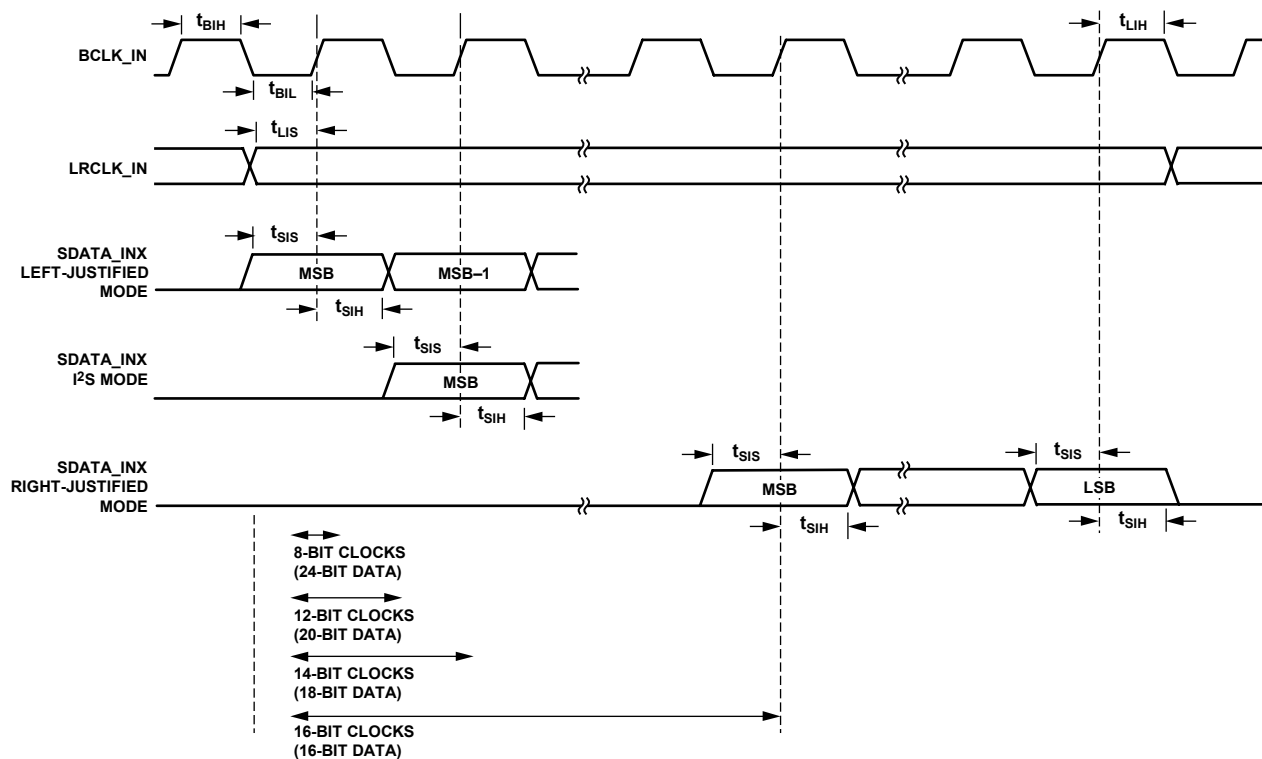 tBIH
tLIH
BCLK_IN
tBIL
tLIS
LRCLK_IN
tSIS
SDATA_INX
LEFT-JUSTIFIED
MODE
MSB
MSB–1
tSIH
SDATA_INX
I2S MODE
tSIS
MSB
tSIH
SDATA_INX
RIGHT-JUSTIFIED
MODE
tSIS
tSIS
MSB
LSB
tSIH
tSIH
8-BIT CLOCKS
(24-BIT DATA)
12-BIT CLOCKS
(20-BIT DATA)
14-BIT CLOCKS
(18-BIT DATA)
16-BIT CLOCKS
(16-BIT DATA)